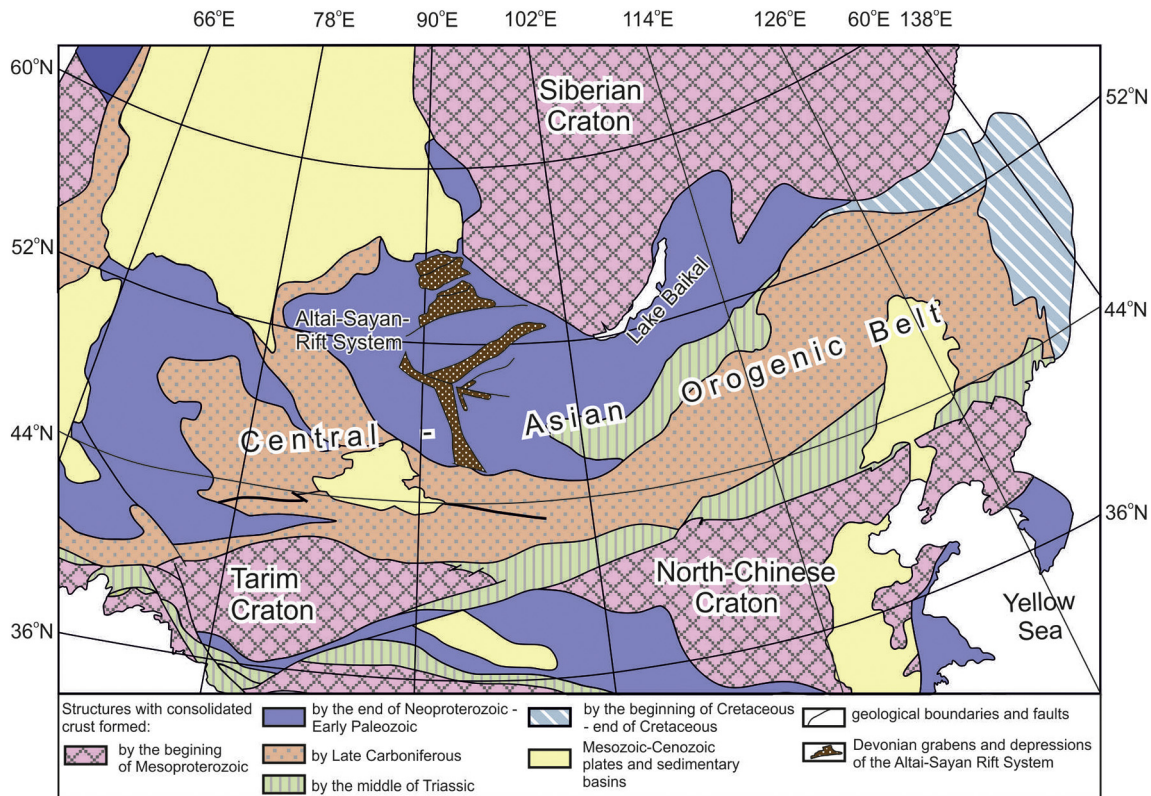 66°E 78°E 90°E 102°E 114°E 126°E 60°E 138°E
60°N
52°N
52°N
44°N
44°N
36°N
36°N
Siberian
Craton
Lake Baikal
Altai-Sayan-
Rift System
Central - Asian Orogenic Belt
Tarim
Craton
North-Chinese
Craton
Yellow
Sea
Structures with consolidated
crust formed:
by the begining
of Mesoproterozoic
by the end of Neoproterozoic -
Early Paleozoic
by Late Carboniferous
by the middle of Triassic
by the beginning of Cretaceous
- end of Cretaceous
Mesozoic-Cenozoic
plates and sedimentary
basins
geological boundaries and faults
Devonian grabens and depressions
of the Altai-Sayan Rift System